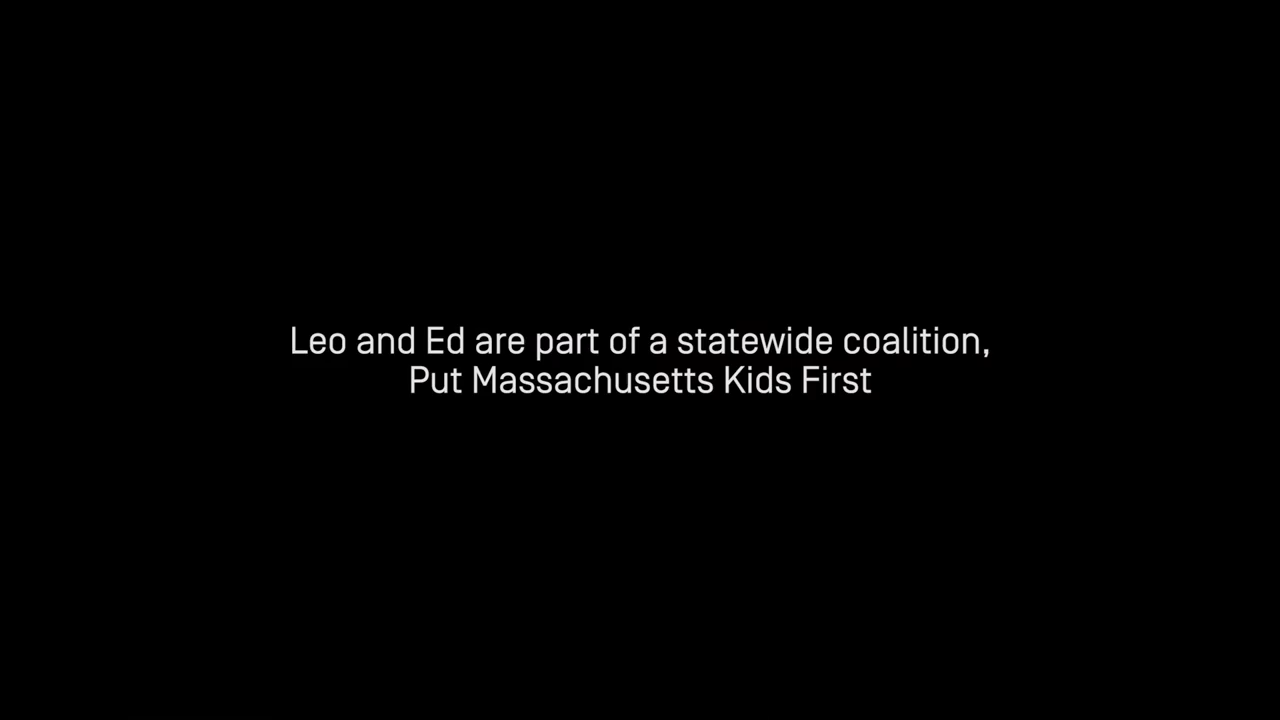 Leo and Ed are part of a statewide coalition,
Put Massachusetts Kids First